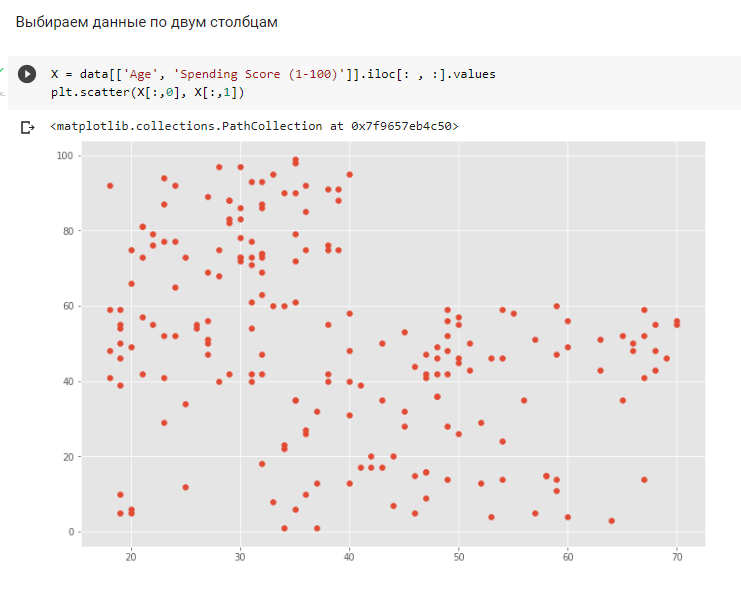 Выбираем данные по двум столбцам
X = data[['Age', 'Spending Score (1-100)']].iloc[: , :].values
plt.scatter(X[:,0], X[:,1])
<matplotlib.collections.PathCollection at 0x7f9657eb4c50>
100
80
60
40
20
0
20 30 40 50 60 70